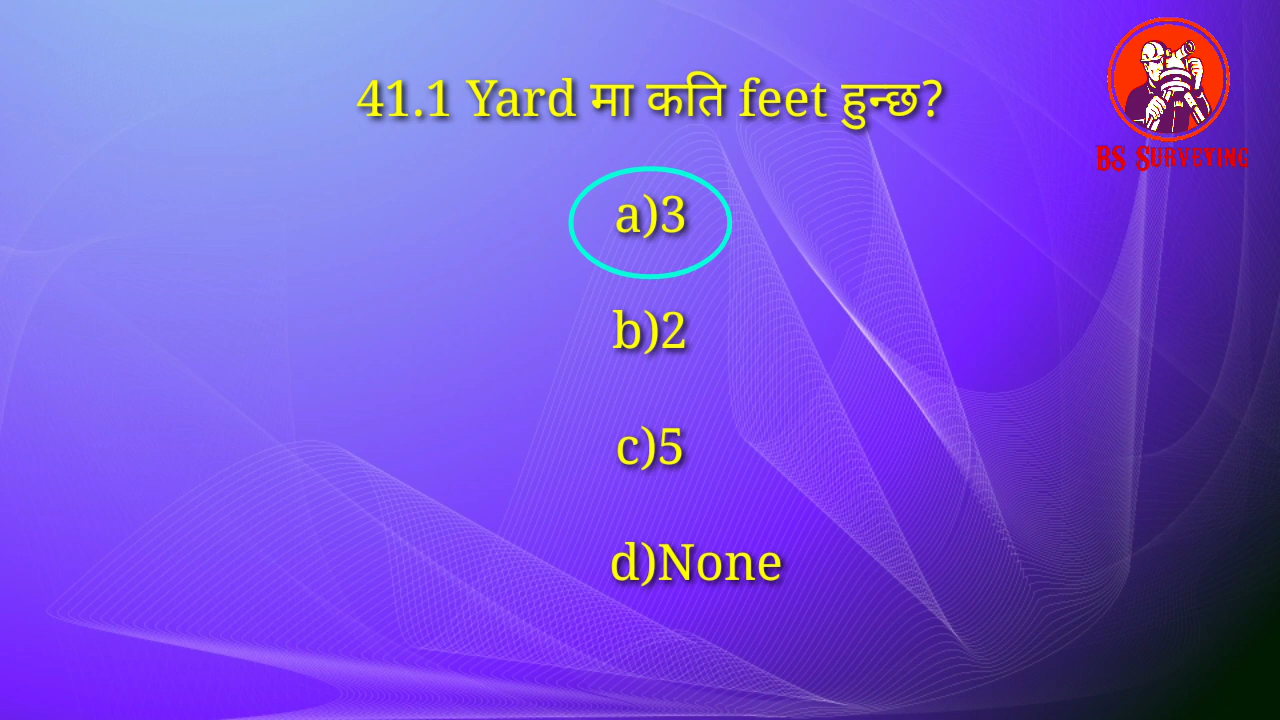 41.1 Yard मा कति feet हुन्छ?
BS SURVEYING
a)3
b)2
c)5
d)None